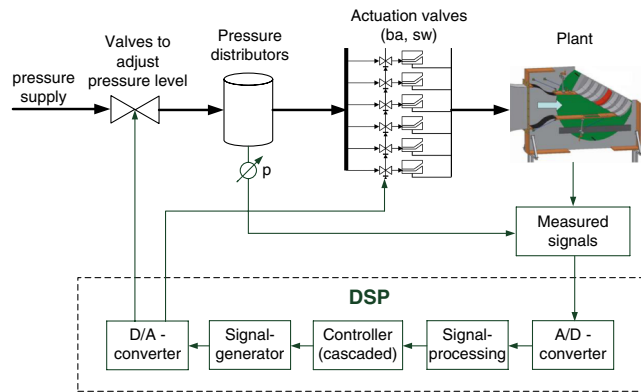 Valves to
adjust
pressure level
Pressure
distributors
Actuation valves
(ba, sw)
Plant
pressure
supply
p
Measured
signals
DSP
D/A -
converter
Signal-
generator
Controller
(cascaded)
Signal-
processing
A/D -
converter